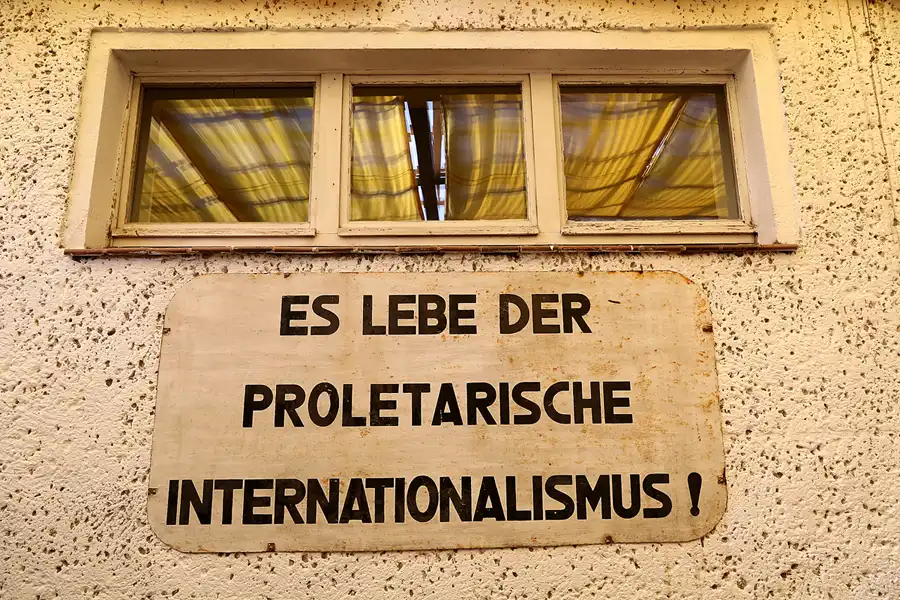 ES LEBE DER
PROLETARISCHE
INTERNATIONALISMUS !